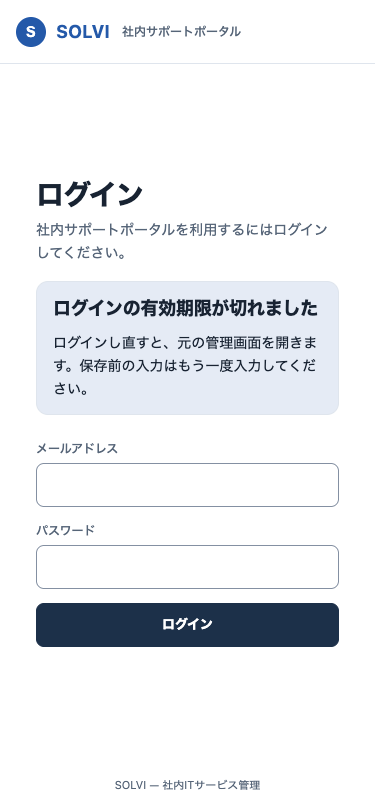 S SOLVI 社内サポートポータル
ログイン
社内サポートポータルを利用するにはログイン
してください。
ログインの有効期限が切れました
ログインし直すと、元の管理画面を開きま
す。保存前の入力はもう一度入力してくだ
さい。
メールアドレス
パスワード
ログイン
SOLVI — 社内ITサービス管理